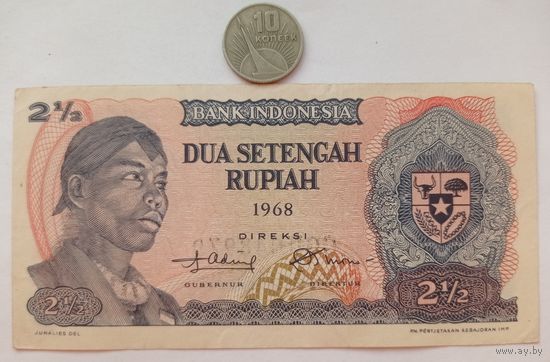 10
КОПЕЕК
2½
BANK INDONESIA
DUA SETENGAH
RUPIAH
1968
DIREKSI
GUBERNUR
DIREKTUR
2½
2½
JUNALIES DEL.
PN. PERTJETAKAN KEBAJORAN IMP.
www.ay.by